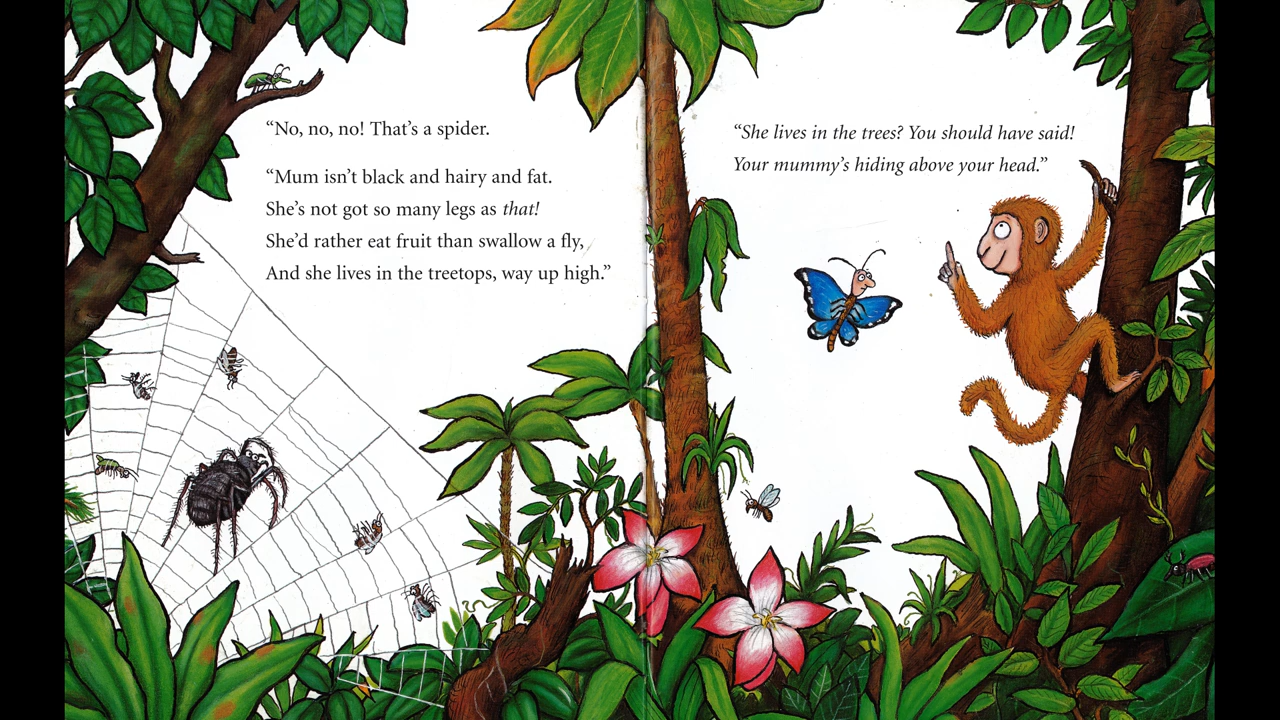 “No, no, no! That’s a spider.
“Mum isn’t black and hairy and fat.
She’s not got so many legs as that!
She’d rather eat fruit than swallow a fly,
And she lives in the treetops, way up high.”
“She lives in the trees? You should have said!
Your mummy’s hiding above your head.”